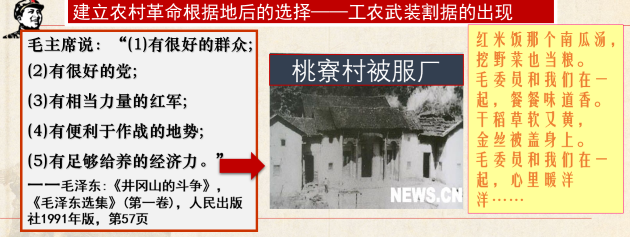 建立农村革命根据地后的选择——工农武装割据的出现
毛主席说：“(1)有很好的群众;
(2)有很好的党;
(3)有相当力量的红军;
(4)有便利于作战的地势;
(5)有足够给养的经济力。”
——毛泽东:《井冈山的斗争》,
《毛泽东选集》(第一卷)，人民出版
社1991年版，第57页
桃寮村被服厂
NEWS.CN
红米饭那个南瓜汤，
挖野菜也当粮。
毛委员和我们在一
起，餐餐味道香。
干稻草软又黄，
金丝被盖身上。
毛委员和我们在一
起，心里暖洋
洋……